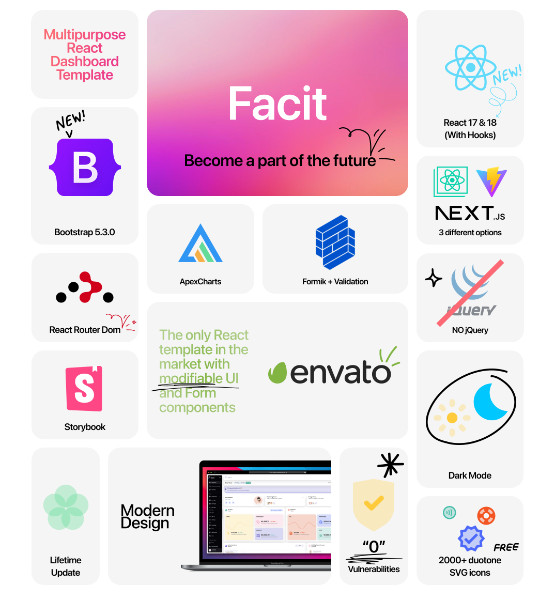 Multipurpose
React
Dashboard
Template
Facit
Become a part of the future
NEW!
React 17 & 18
(With Hooks)
NEW!
B
Bootstrap 5.3.0
ApexCharts
Formik + Validation
NEXT.JS
3 different options
React Router Dom
The only React
template in the
market with
modifiable UI
and Form
components
envato
jQuery
NO jQuery
S
Storybook
Dark Mode
Lifetime
Update
Modern
Design
“0”
Vulnerabilities
FREE
2000+ duotone
SVG icons